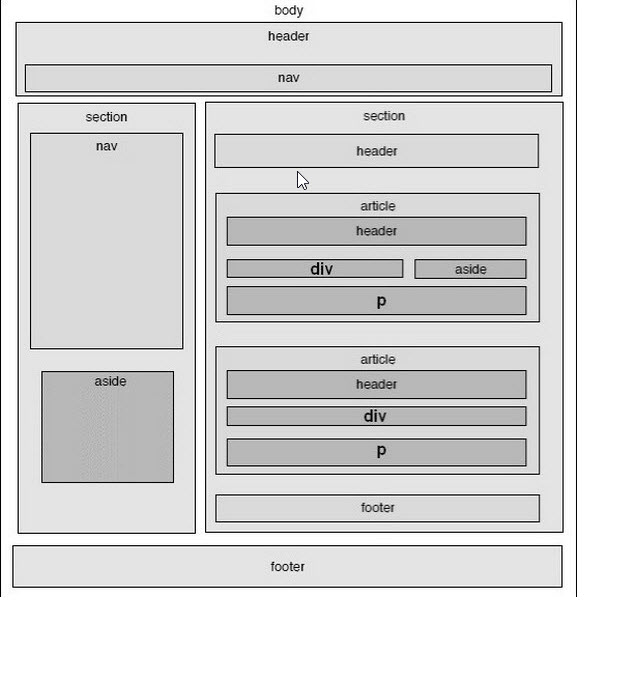 body
header
nav
section
nav
aside
section
header
article
header
div
aside
p
article
header
div
p
footer
footer